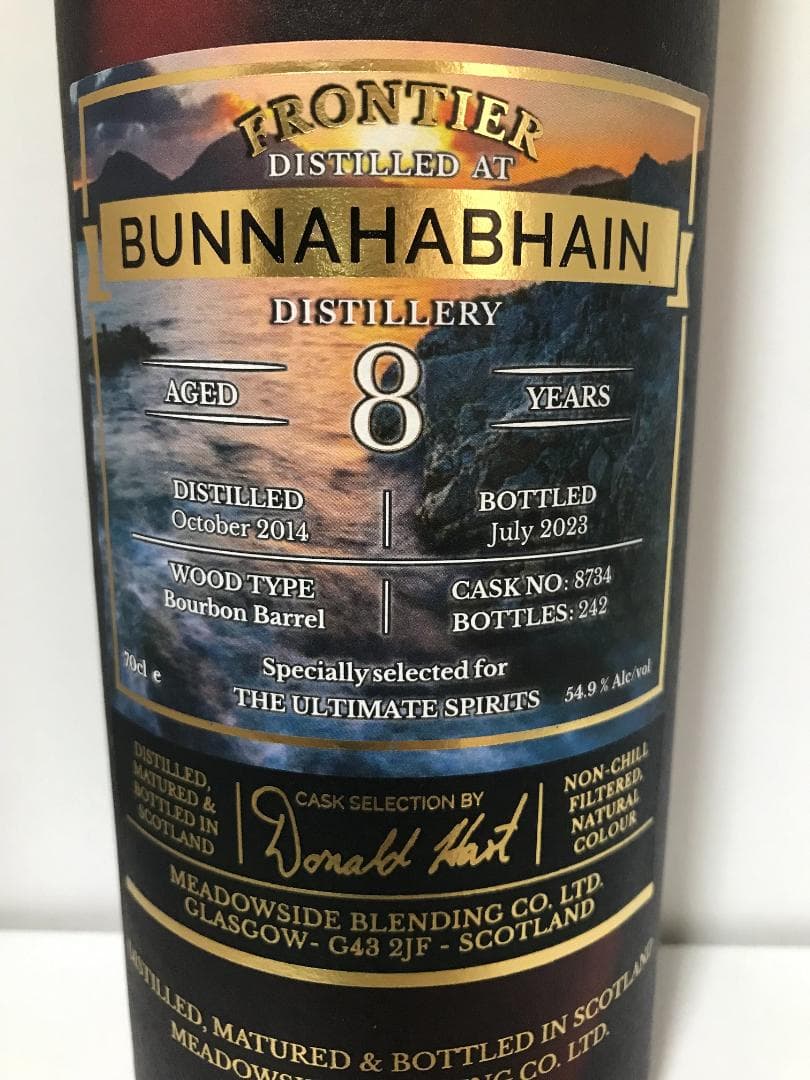 FRONTIER
DISTILLED AT
BUNNAHABHAIN
DISTILLERY
AGED 8 YEARS
DISTILLED
October 2014
BOTTLED
July 2023
WOOD TYPE
Bourbon Barrel
CASK NO: 8734
BOTTLES: 242
70cl e
Specially selected for
THE ULTIMATE SPIRITS
54.9 % Alc/vol
DISTILLED,
MATURED &
BOTTLED IN
SCOTLAND
CASK SELECTION BY
Donald Hart
NON-CHILL
FILTERED,
NATURAL
COLOUR
MEADOWSIDE BLENDING CO. LTD.
GLASGOW- G43 2JF - SCOTLAND
DISTILLED, MATURED & BOTTLED IN SCOTLAND
CO. LTD.